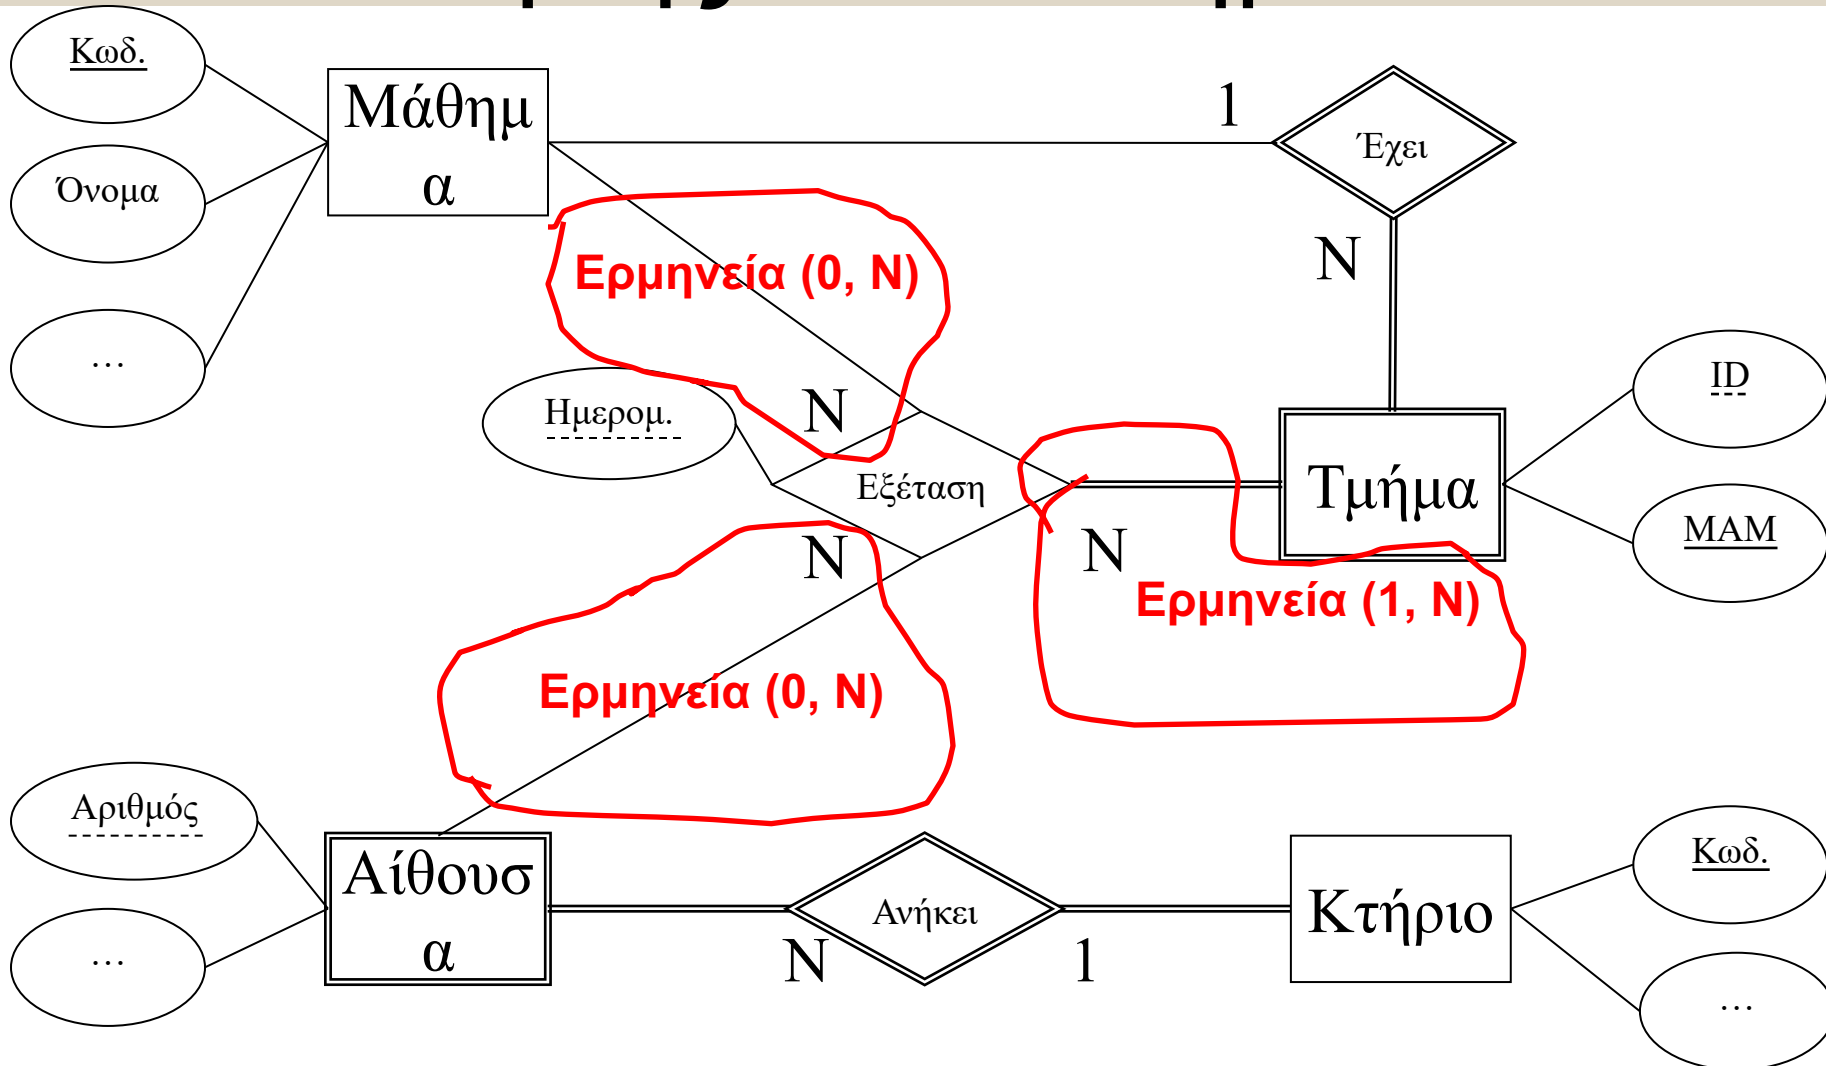 Κωδ.
Μάθημ
α
1
Έχει
Όνομα
Ερμηνεία (0, N)
N
…
ID
Ημερομ.
N
Εξέταση
Τμήμα
MAM
N
N
Ερμηνεία (1, N)
Ερμηνεία (0, N)
Αριθμός
Αίθουσ
α
Ανήκει
Κτήριο
Κωδ.
…
N
1
…